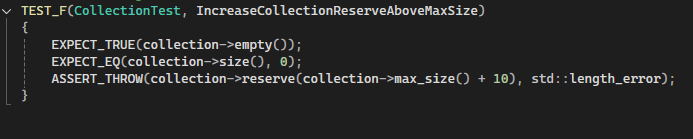 TEST_F(CollectionTest, IncreaseCollectionReserveAboveMaxSize)
{
    EXPECT_TRUE(collection->empty());
    EXPECT_EQ(collection->size(), 0);
    ASSERT_THROW(collection->reserve(collection->max_size() + 10), std::length_error);
}